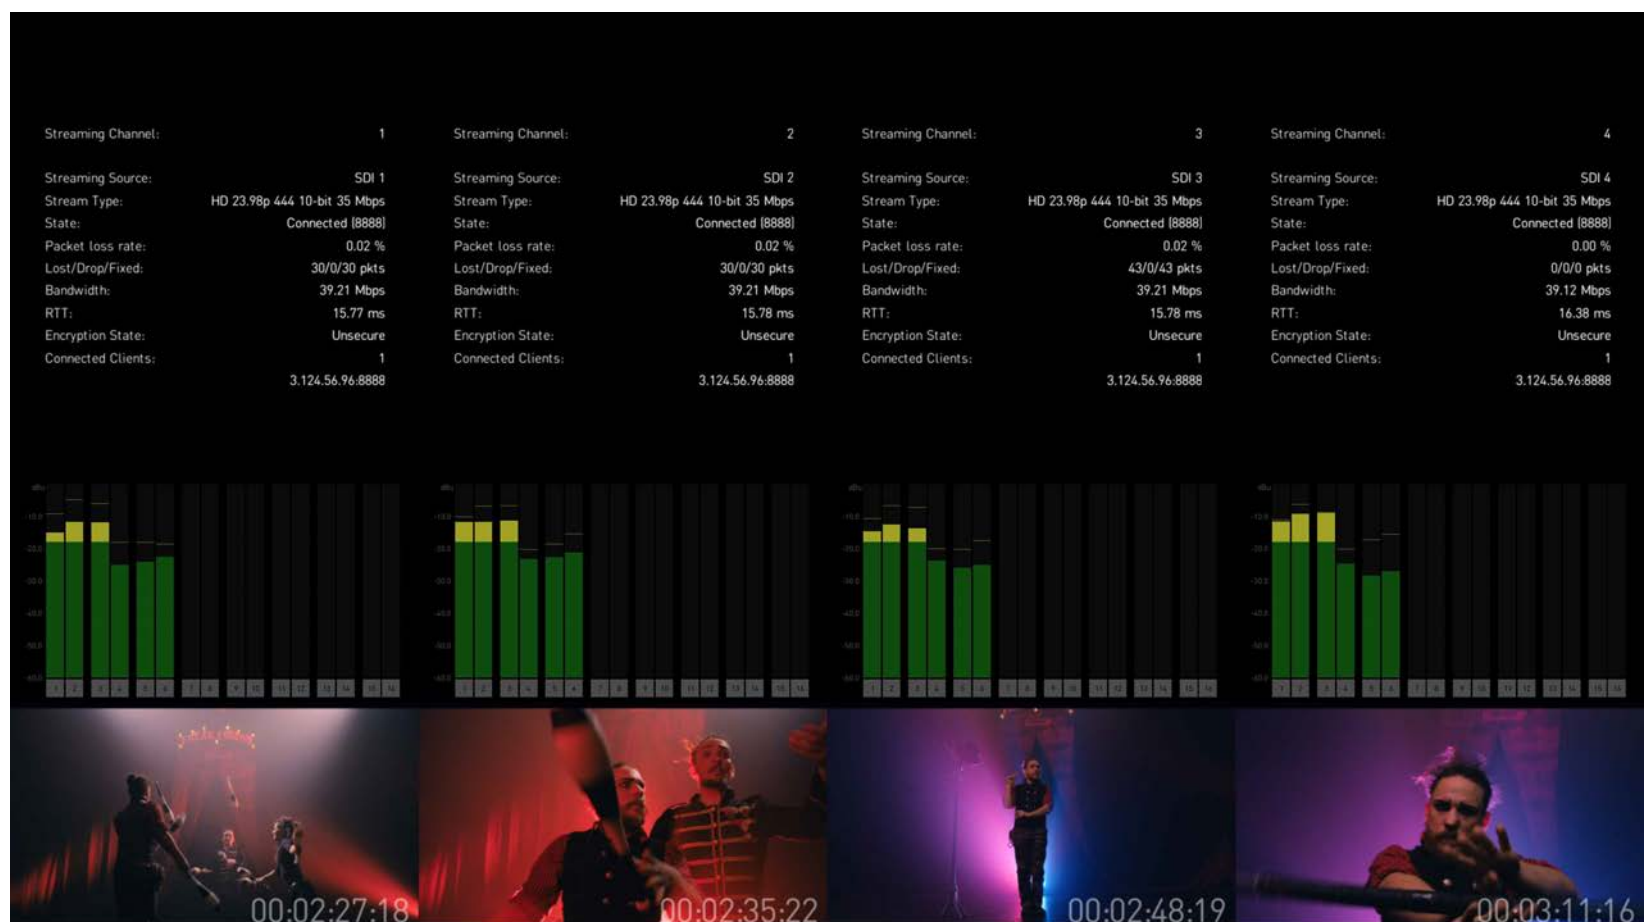 Streaming Channel: 1
Streaming Source: SDI 1
Stream Type: HD 23.98p 444 10-bit 35 Mbps
State: Connected (8888)
Packet loss rate: 0.02 %
Lost/Drop/Fixed: 30/0/30 pkts
Bandwidth: 39.21 Mbps
RTT: 15.77 ms
Encryption State: Unsecure
Connected Clients: 1
3.124.56.96:8888
Streaming Channel: 2
Streaming Source: SDI 2
Stream Type: HD 23.98p 444 10-bit 35 Mbps
State: Connected (8888)
Packet loss rate: 0.02 %
Lost/Drop/Fixed: 30/0/30 pkts
Bandwidth: 39.21 Mbps
RTT: 15.78 ms
Encryption State: Unsecure
Connected Clients: 1
3.124.56.96:8888
Streaming Channel: 3
Streaming Source: SDI 3
Stream Type: HD 23.98p 444 10-bit 35 Mbps
State: Connected (8888)
Packet loss rate: 0.02 %
Lost/Drop/Fixed: 43/0/43 pkts
Bandwidth: 39.21 Mbps
RTT: 15.78 ms
Encryption State: Unsecure
Connected Clients: 1
3.124.56.96:8888
Streaming Channel: 4
Streaming Source: SDI 4
Stream Type: HD 23.98p 444 10-bit 35 Mbps
State: Connected (8888)
Packet loss rate: 0.00 %
Lost/Drop/Fixed: 0/0/0 pkts
Bandwidth: 39.12 Mbps
RTT: 16.38 ms
Encryption State: Unsecure
Connected Clients: 1
3.124.56.96:8888
00:02:27:18
00:02:35:22
00:02:48:19
00:03:11:16